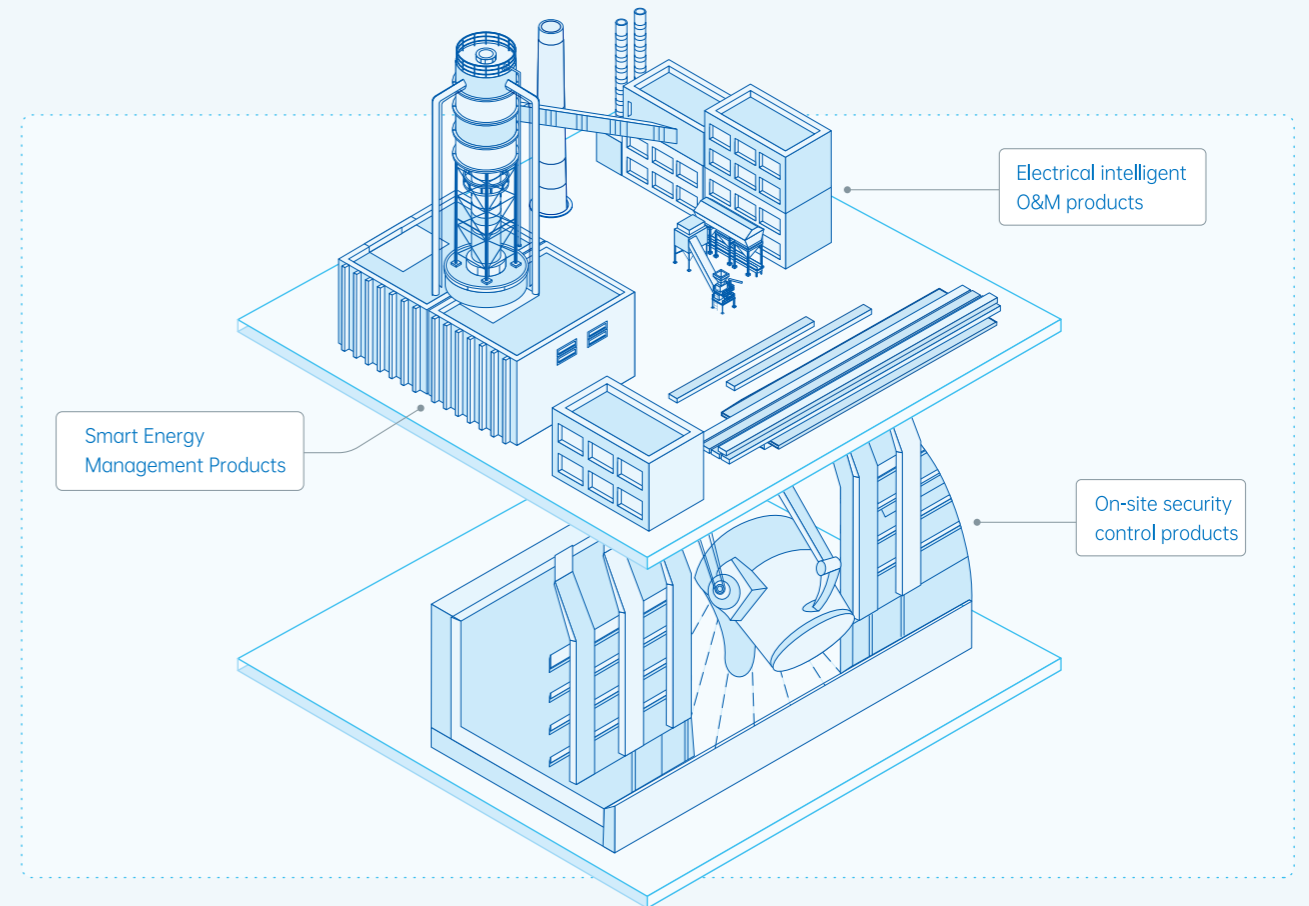 Electrical intelligent
O&M products
Smart Energy
Management Products
On-site security
control products